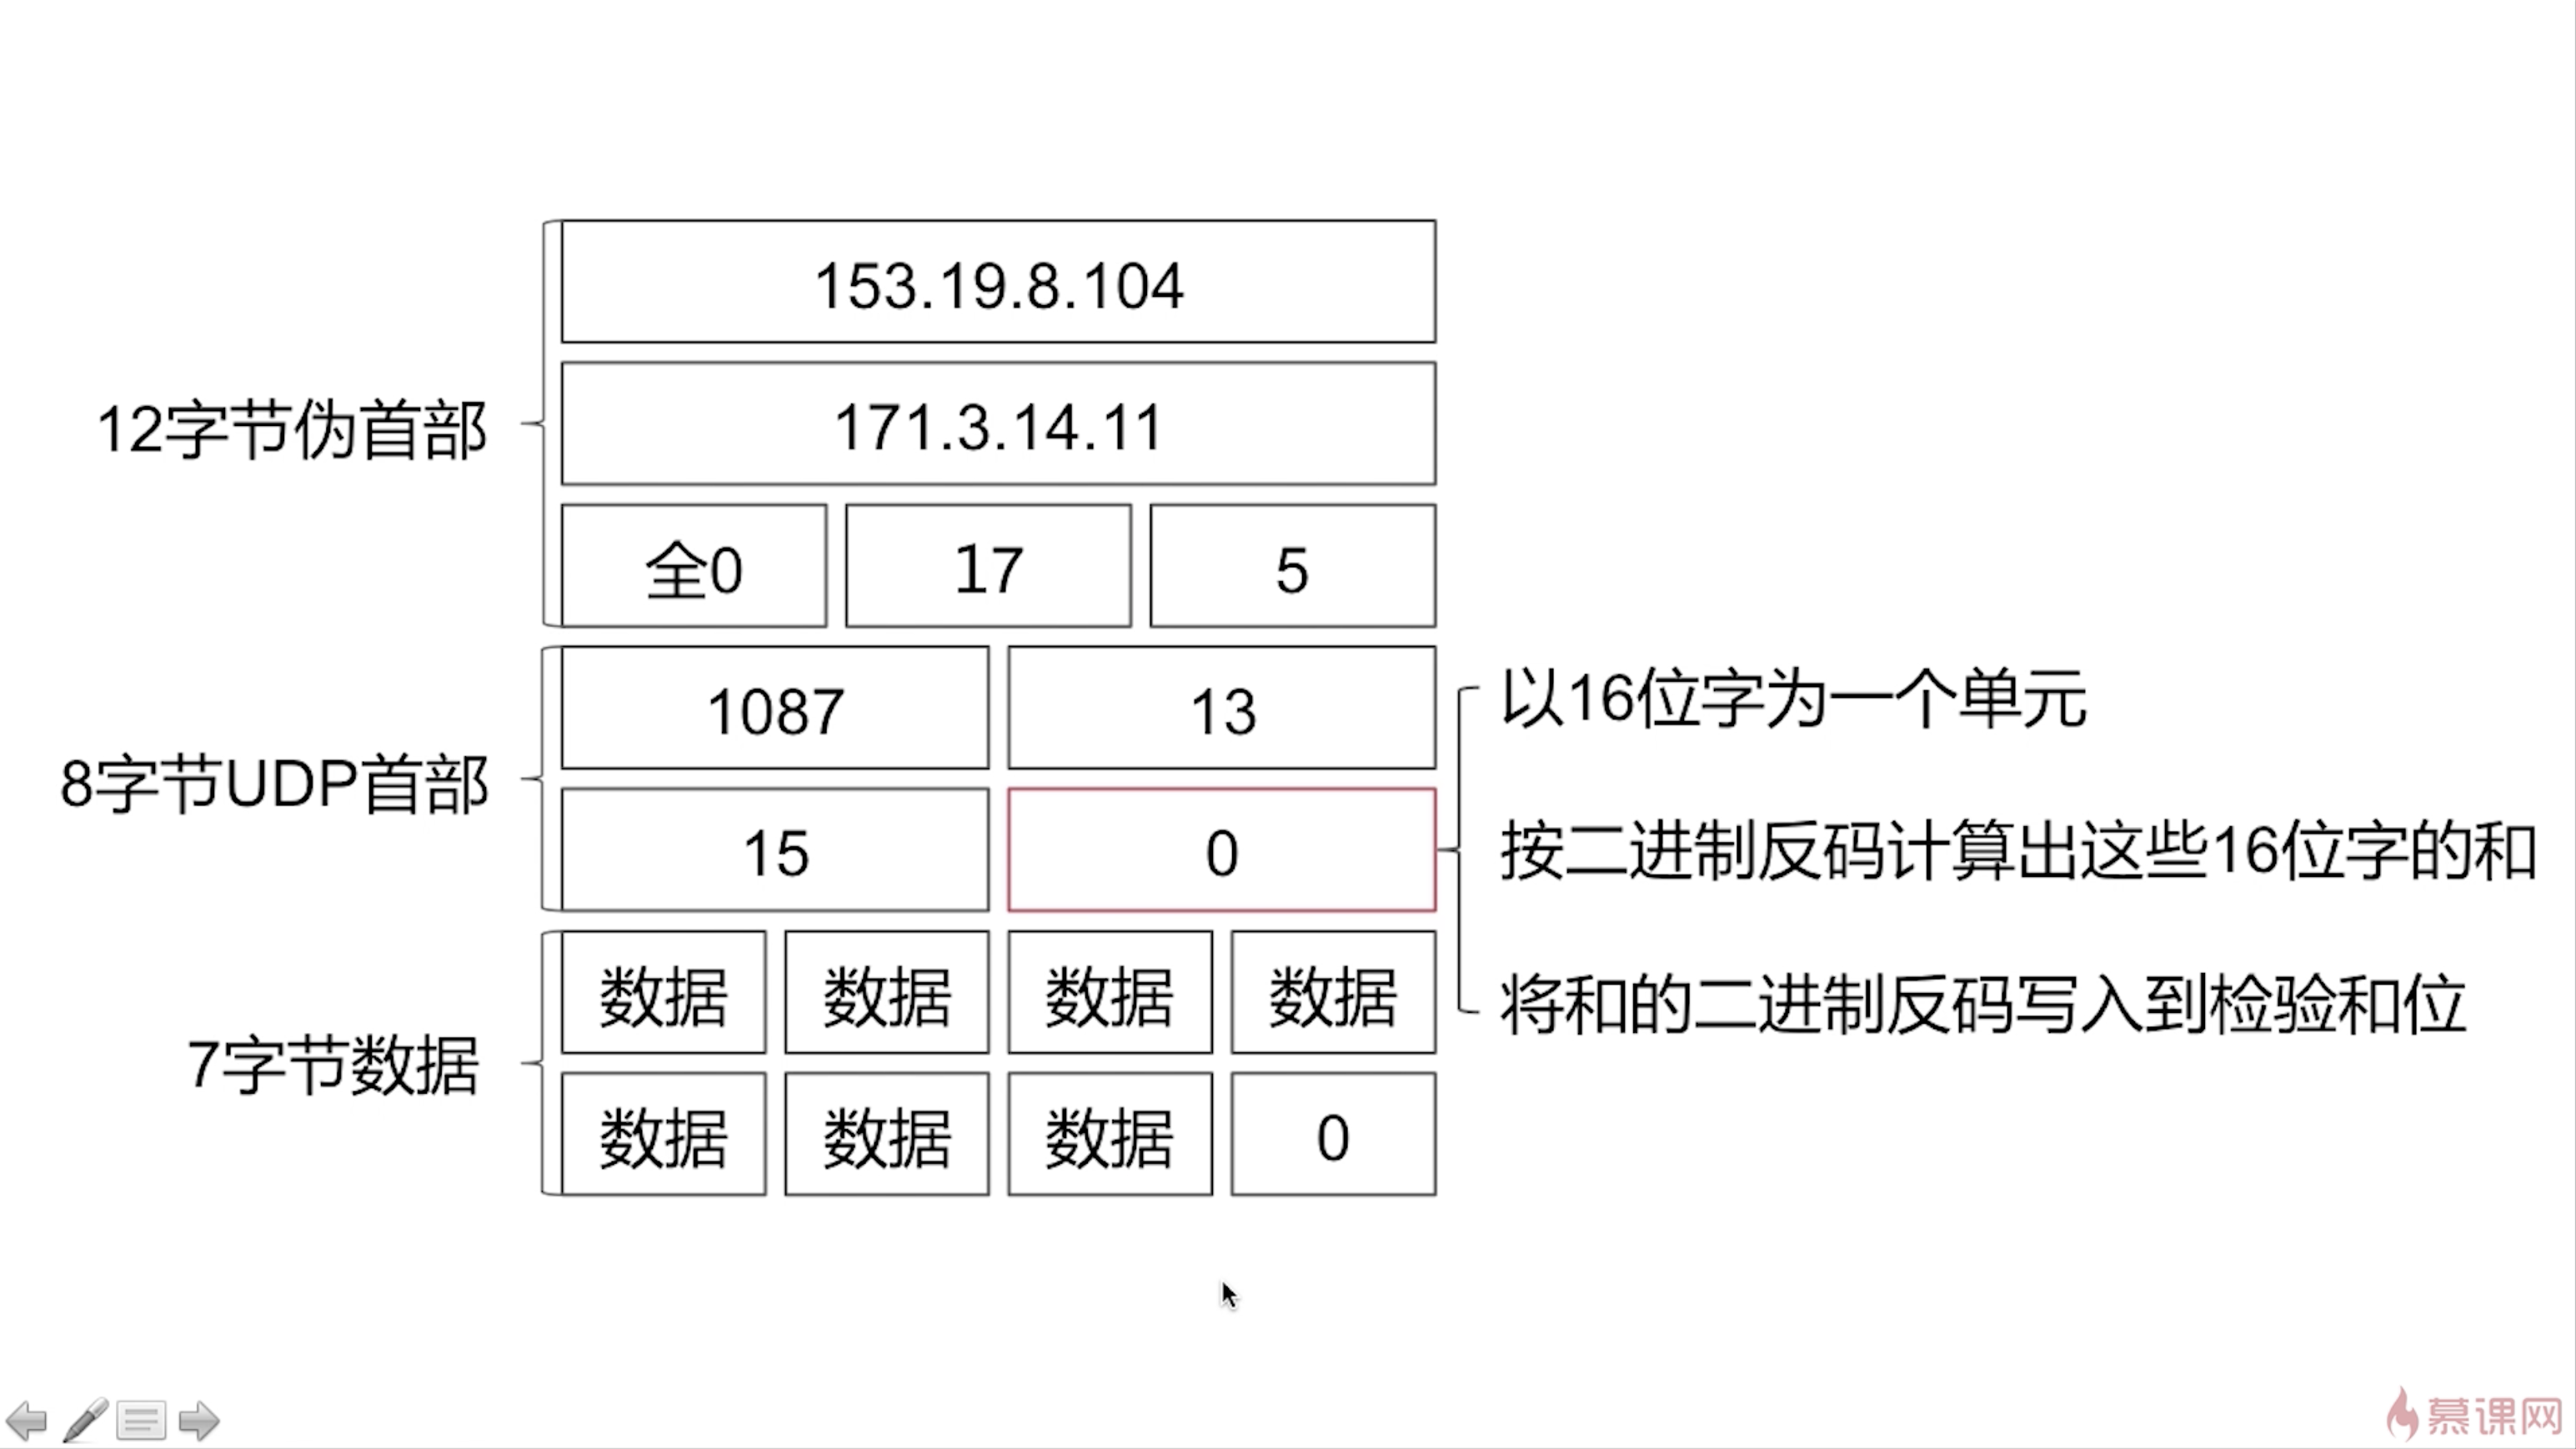 153.19.8.104
12字节伪首部
171.3.14.11
全0 17 5
8字节UDP首部
1087 13
15 0
以16位字为一个单元
按二进制反码计算出这些16位字的和
将和的二进制反码写入到检验和位
7字节数据
数据 数据 数据 数据
数据 数据 数据 0
慕课网